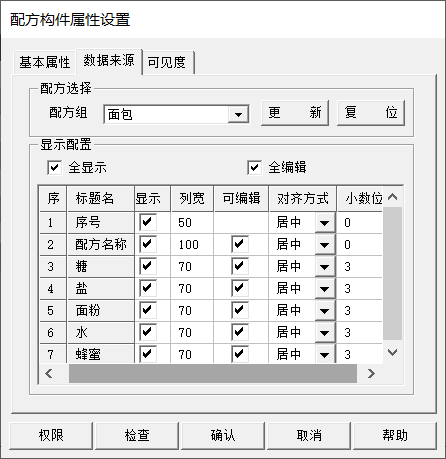 配方构件属性设置
基本属性 数据来源 可见度
配方选择
配方组 面包 更 新 复 位
显示配置
全显示 全编辑
序 标题名 显示 列宽 可编辑 对齐方式 小数位
1 序号 50 居中 0
2 配方名称 100 居中 0
3 糖 70 居中 3
4 盐 70 居中 3
5 面粉 70 居中 3
6 水 70 居中 3
7 蜂蜜 70 居中 3
权限 检查 确认 取消 帮助